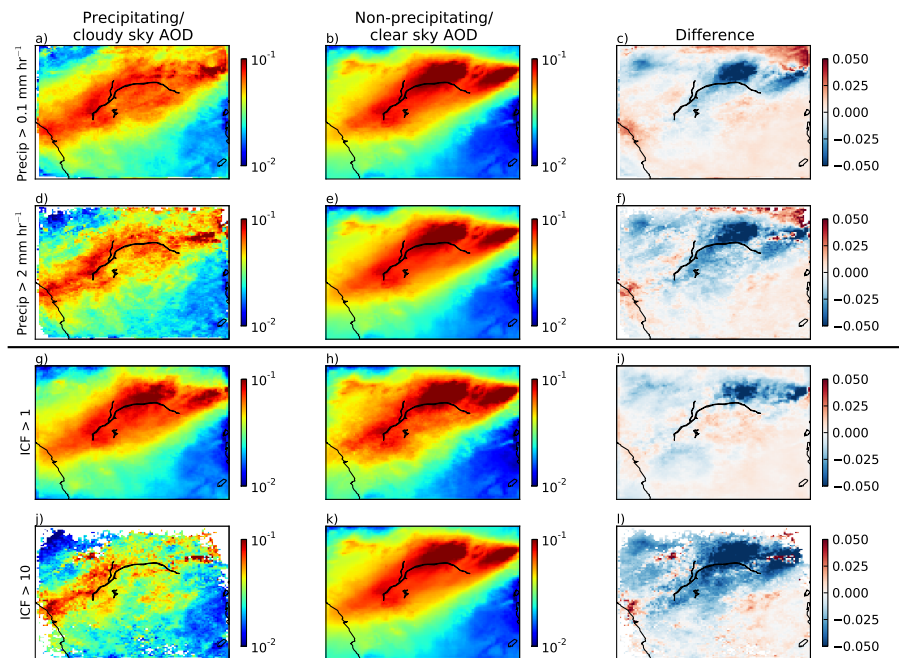 Precipitating/
cloudy sky AOD
Non-precipitating/
clear sky AOD
Difference
Precip > 0.1 mm hr⁻¹
a)
10⁻¹
10⁻²
b)
10⁻¹
10⁻²
c)
0.050
0.025
0.000
−0.025
−0.050
Precip > 2 mm hr⁻¹
d)
10⁻¹
10⁻²
e)
10⁻¹
10⁻²
f)
0.050
0.025
0.000
−0.025
−0.050
ICF > 1
g)
10⁻¹
10⁻²
h)
10⁻¹
10⁻²
i)
0.050
0.025
0.000
−0.025
−0.050
ICF > 10
j)
10⁻¹
10⁻²
k)
10⁻¹
10⁻²
l)
0.050
0.025
0.000
−0.025
−0.050